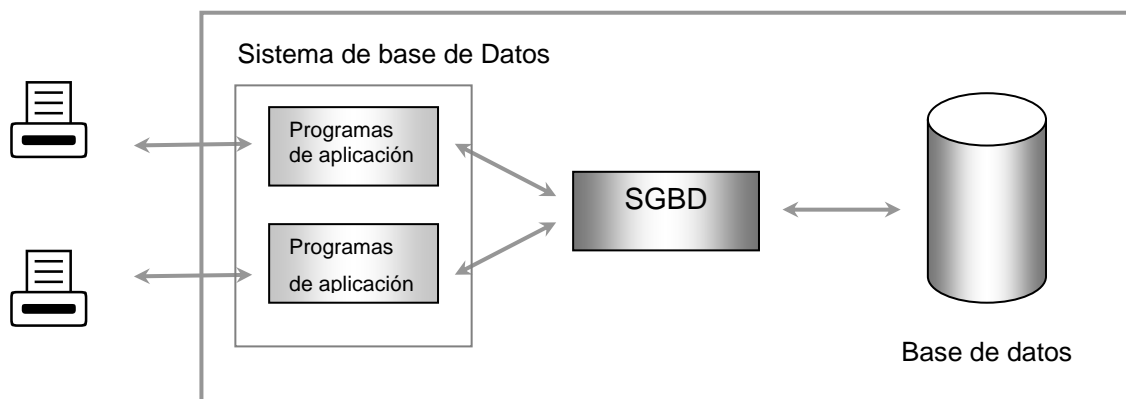 Sistema de base de Datos
Programas
de aplicación
SGBD
Programas
de aplicación
Base de datos